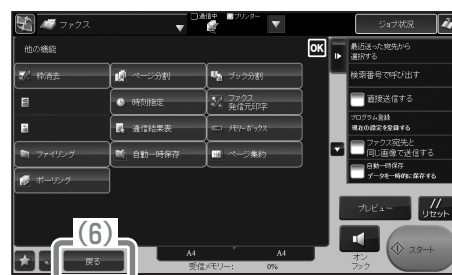 ファクス
通信中
プリンター
ジョブ状況
他の機能
OK
枠消去
ページ分割
ブック分割
時刻指定
ファクス
発信元印字
通信結果表
メモリーボックス
ファイリング
自動一時保存
ページ集約
ポーリング
最近送った宛先から
選択する
検索番号で呼び出す
直接送信する
プログラム登録
現在の設定を登録する
ファクス宛先と
同じ画像で送信する
自動一時保存
データを一時的に保存する
プレビュー
リセット
(6)
戻る
A4
A4
受信メモリー:
0%
オン
フック
スタート